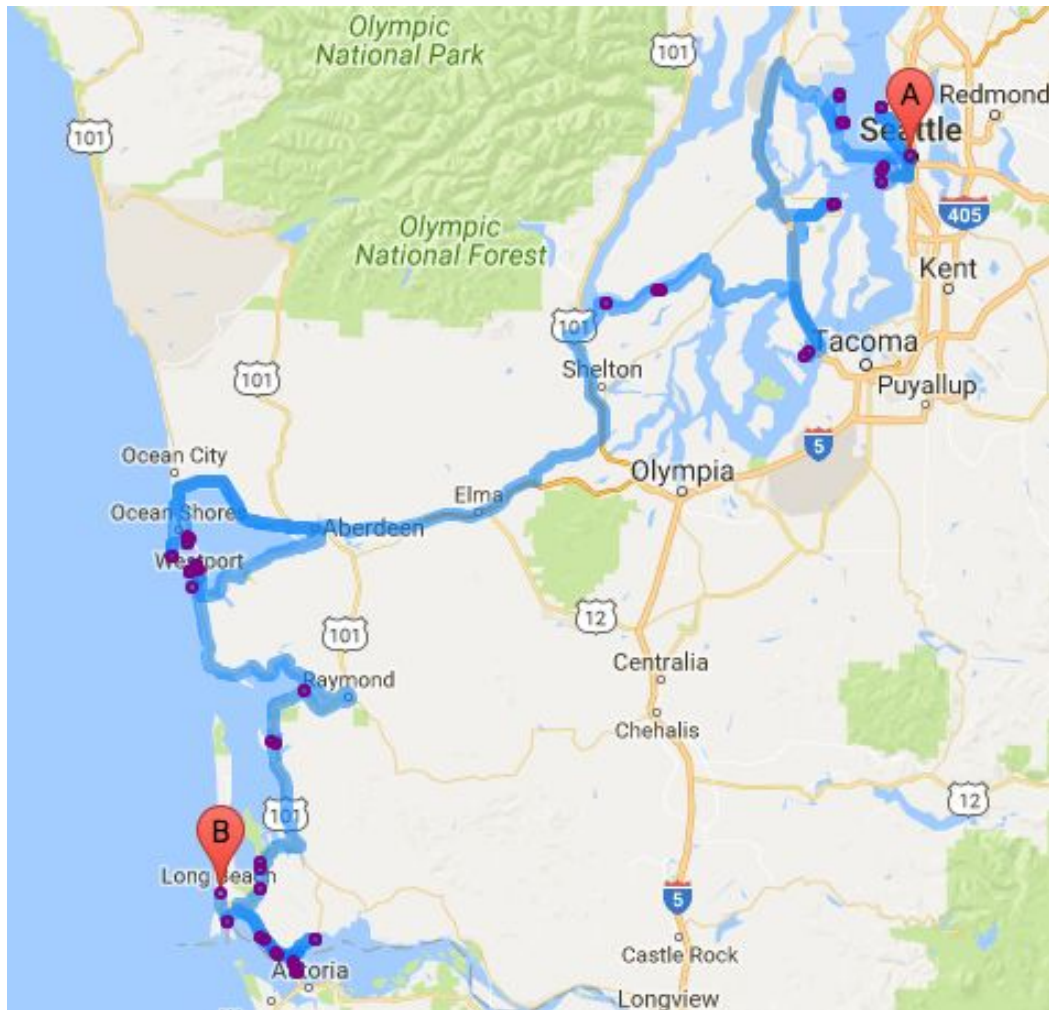 Olympic
National Park
101
101
A
Redmond
Seattle
405
Olympic
National Forest
Kent
101
Tacoma
101
Shelton
Puyallup
5
Ocean City
Olympia
Elma
Ocean Shores
Aberdeen
Westport
12
101
Centralia
Raymond
Chehalis
12
101
B
Long Beach
5
Castle Rock
Astoria
Longview